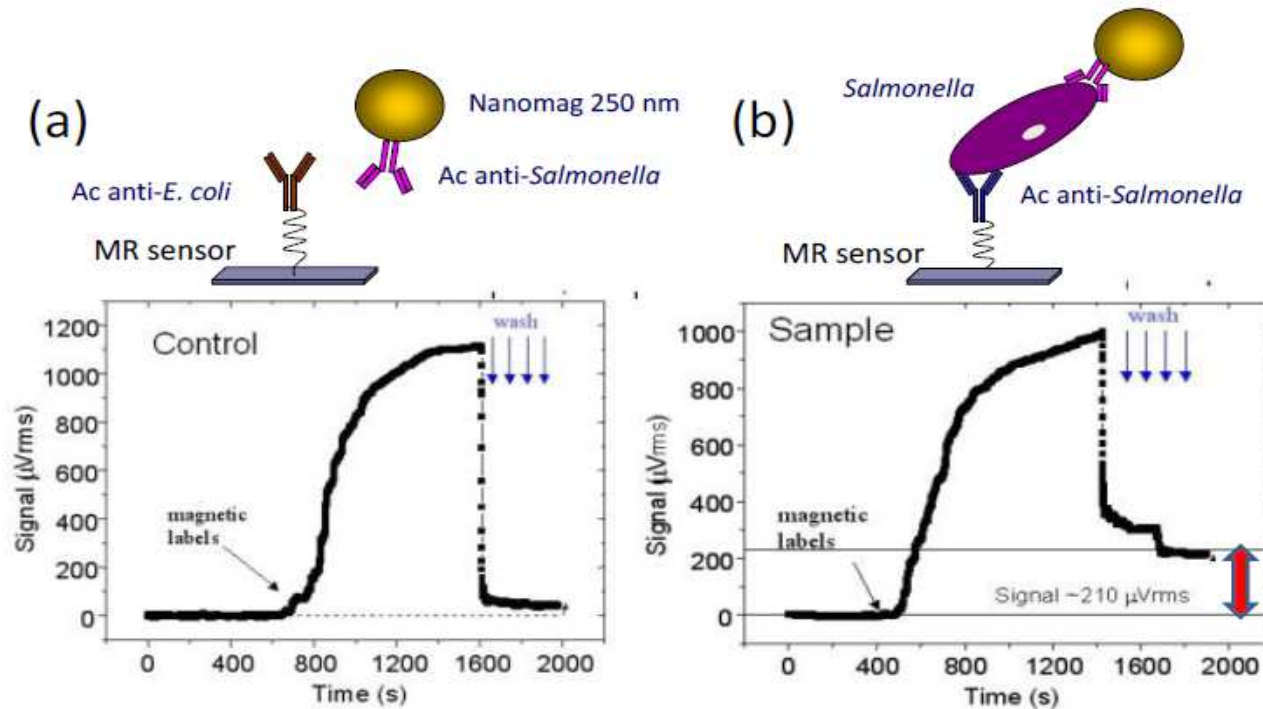 (a)
Nanomag 250 nm
Ac anti-Salmonella
Ac anti-E. coli
MR sensor
Control
wash
magnetic
labels
Signal µVrms)
1200
1000
800
600
400
200
0
0 400 800 1200 1600 2000
Time (s)
(b)
Salmonella
Ac anti-Salmonella
MR sensor
Sample
wash
magnetic
labels
Signal ~210 µVrms
Signal µVrms)
1000
800
600
400
200
0
0 400 800 1200 1600 2000
Time (s)